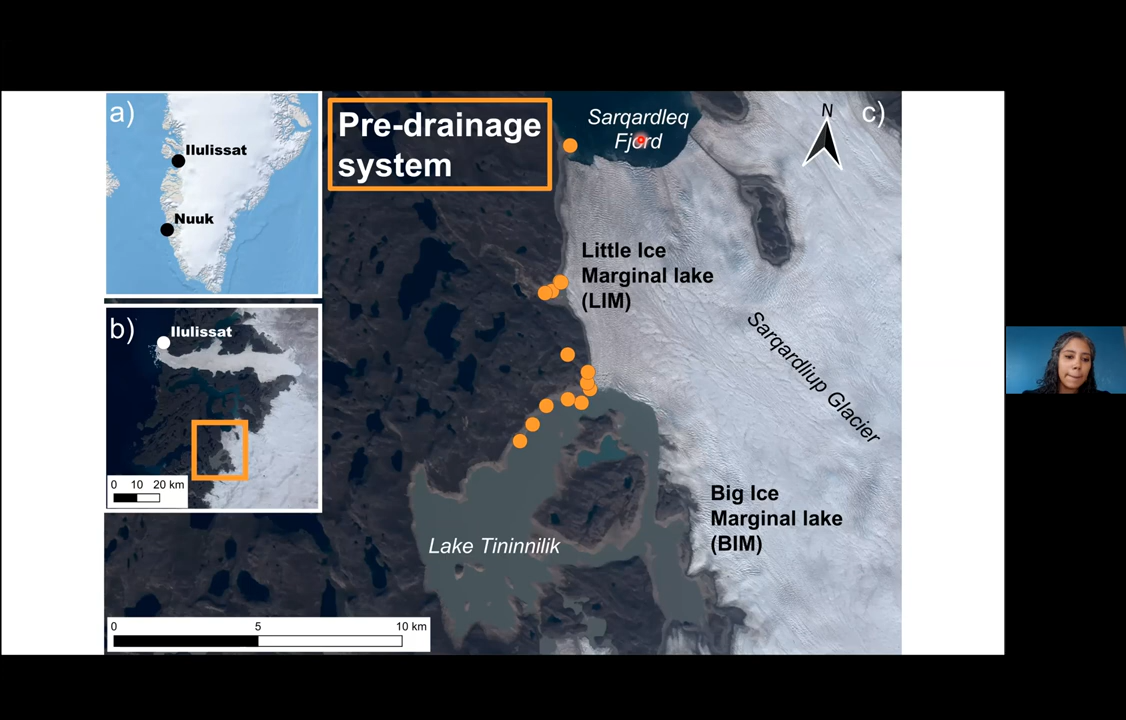 a)
Ilulissat
Nuuk
b)
Ilulissat
0 10 20 km
Pre-drainage
system
Sarqardleq
Fjord
N
c)
Little Ice
Marginal lake
(LIM)
Sarqardliup Glacier
Big Ice
Marginal lake
(BIM)
Lake Tininnilik
0 5 10 km